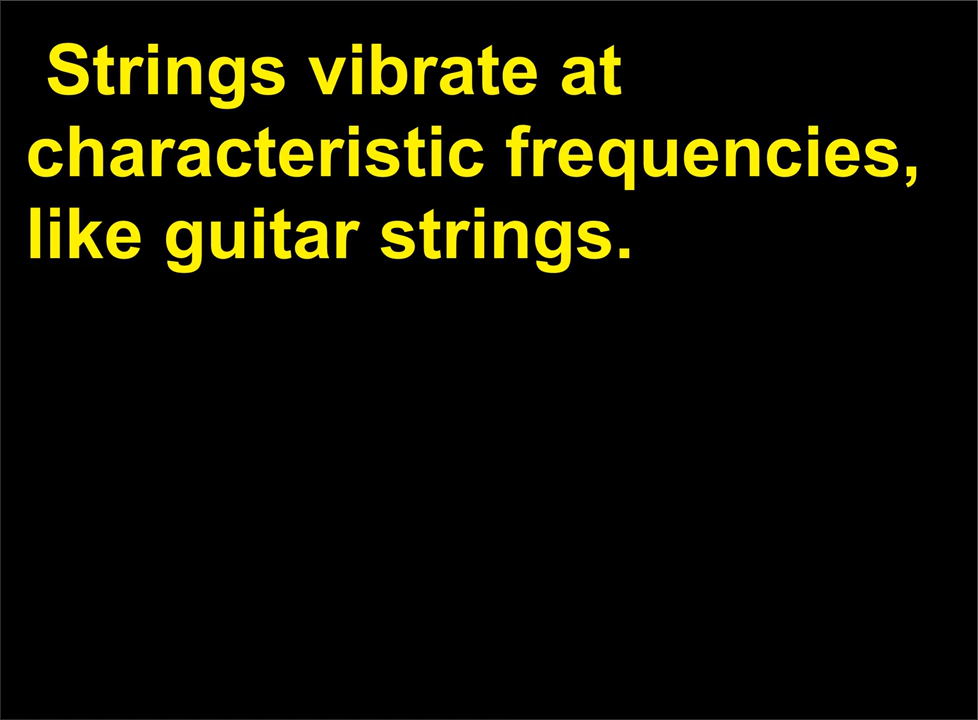 Strings vibrate at
characteristic frequencies,
like guitar strings.